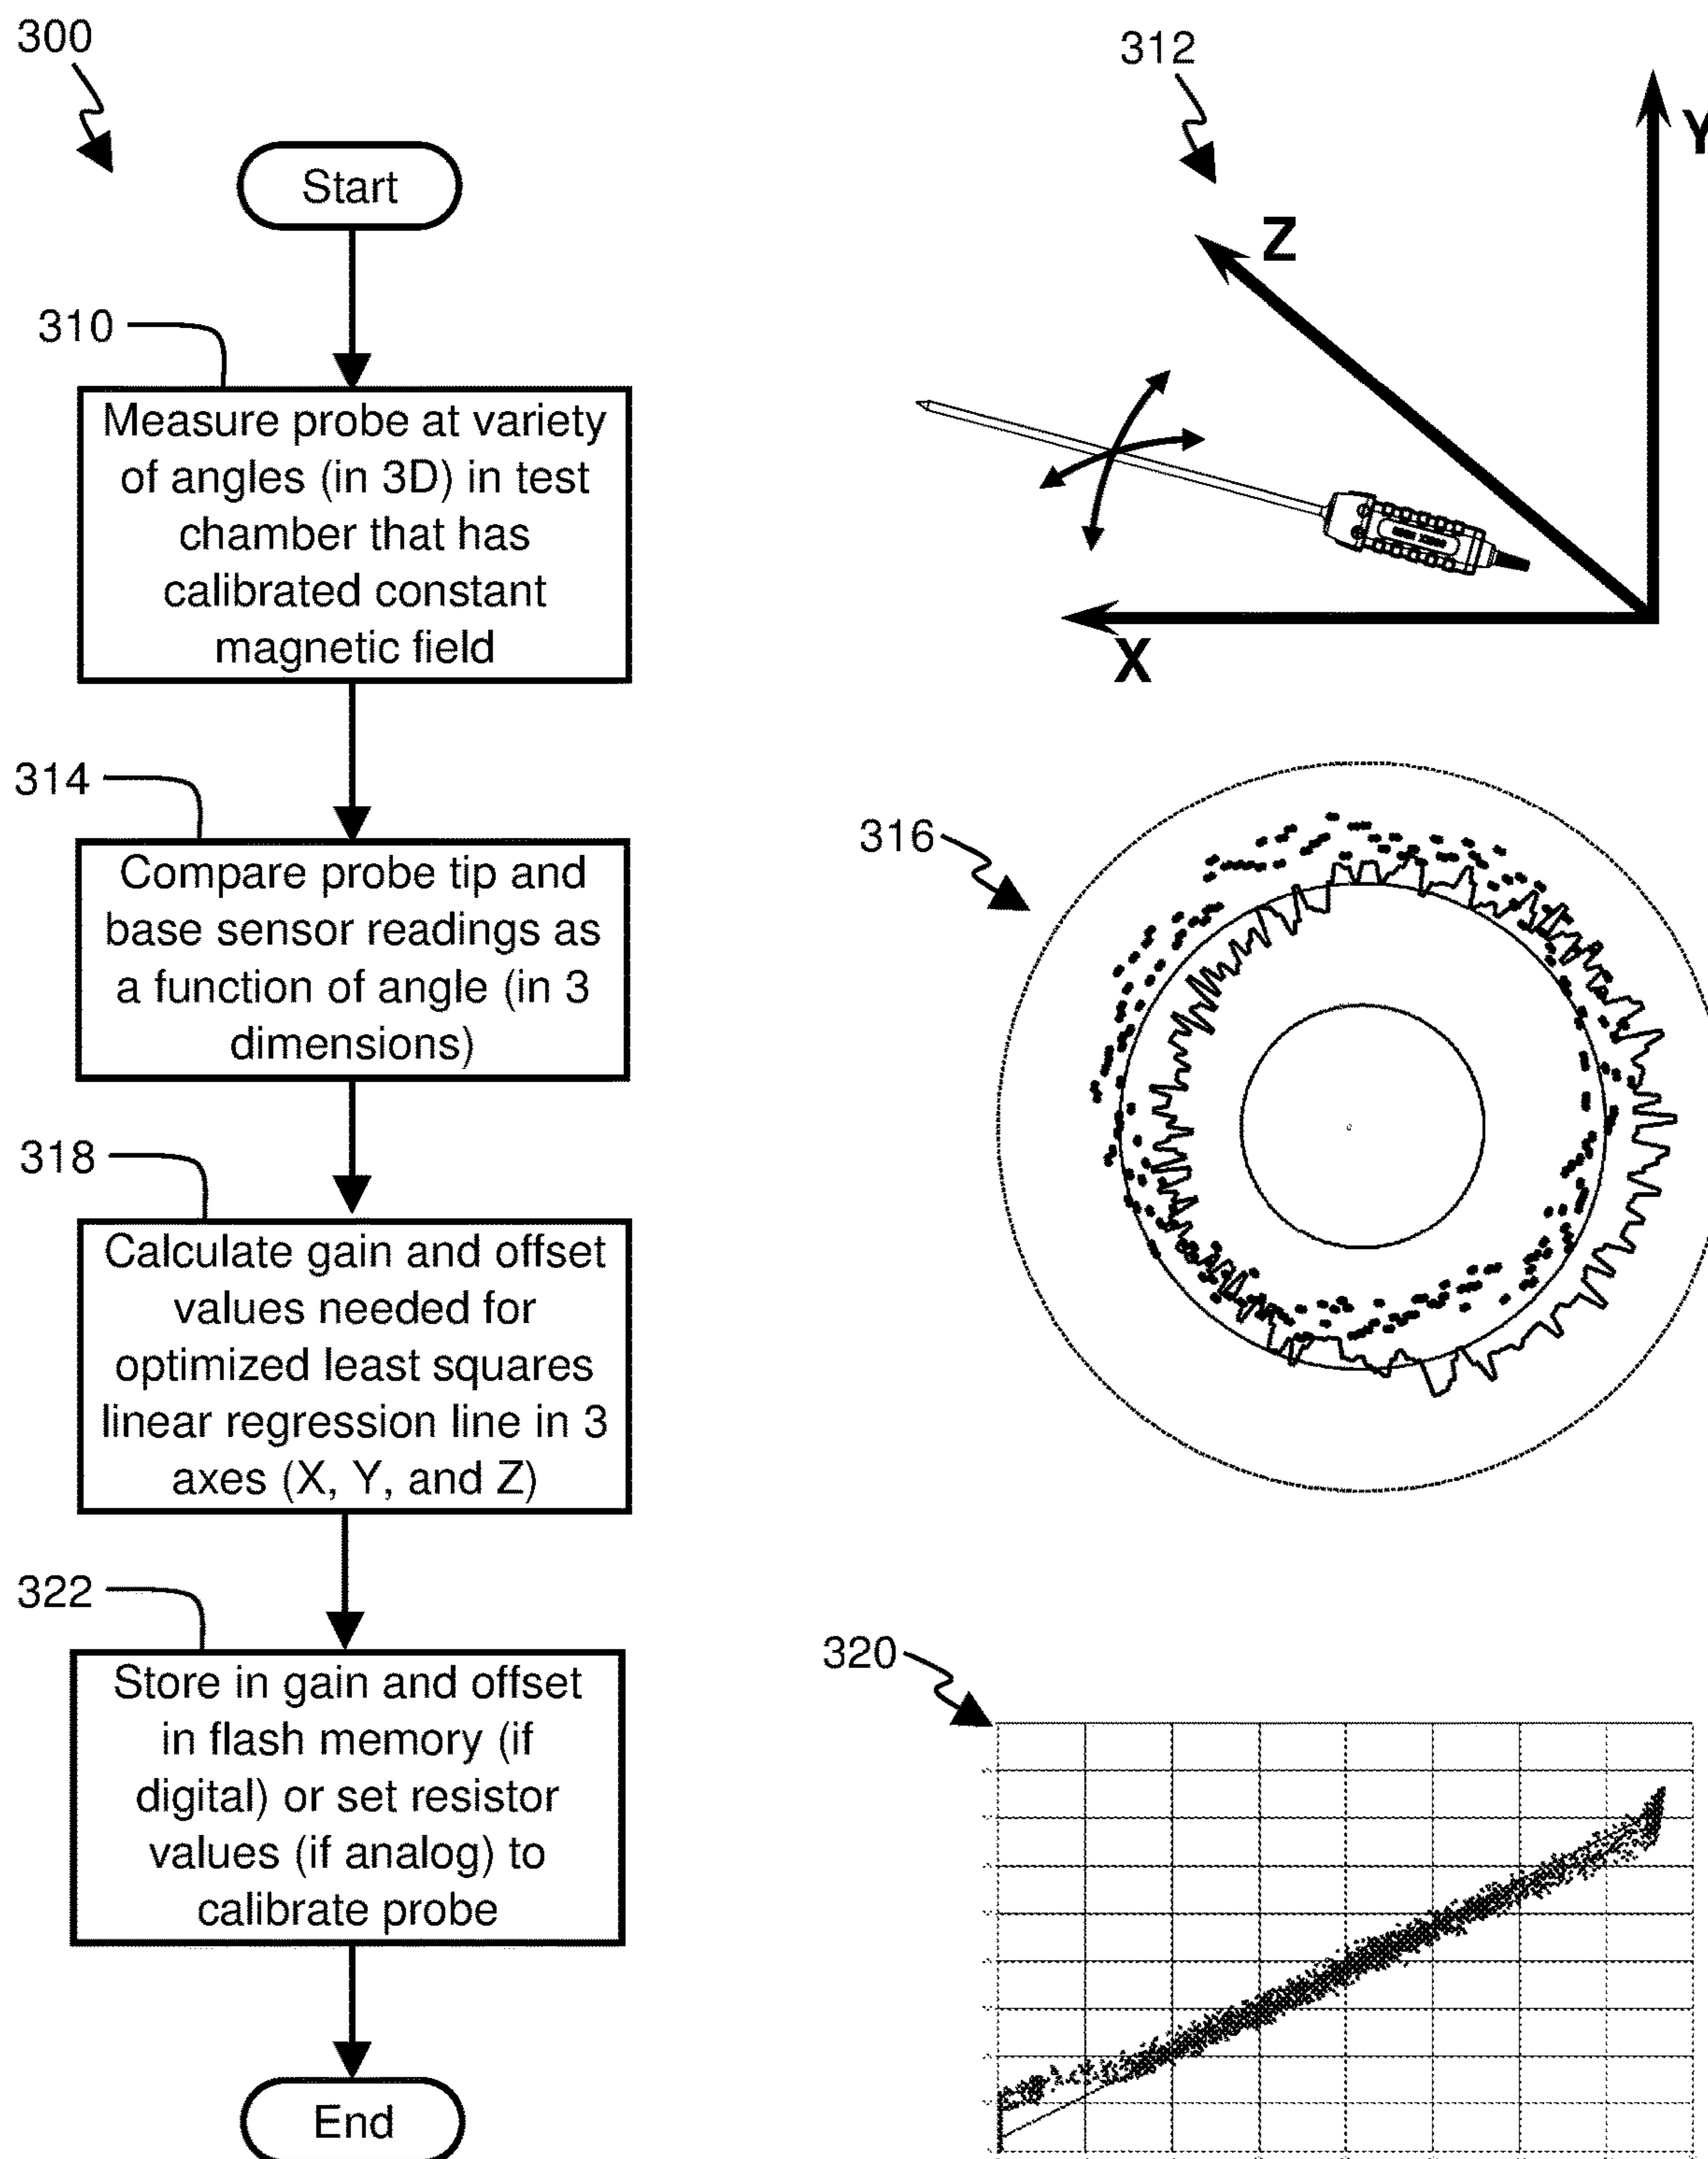 300
Start
310
Measure probe at variety
of angles (in 3D) in test
chamber that has
calibrated constant
magnetic field
314
Compare probe tip and
base sensor readings as
a function of angle (in 3
dimensions)
318
Calculate gain and offset
values needed for
optimized least squares
linear regression line in 3
axes (X, Y, and Z)
322
Store in gain and offset
in flash memory (if
digital) or set resistor
values (if analog) to
calibrate probe
End
312
Y
Z
X
316
320